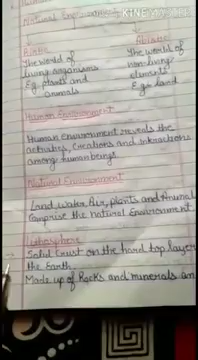 Natural Environment
KINEMASTER
Biotic Abiotic
The world of The world of
living organisms non-living
Eg. plants and elements
animals Eg. land
Human Environment
Human Environment reveals the
activities, creations and interactions
among human beings
Natural Environment
Land, water, Air, plants and Animals
Comprise the natural Environment
Lithosphere
Solid Crust on the hard top layer
the Earth.
Made up of Rocks and minerals an